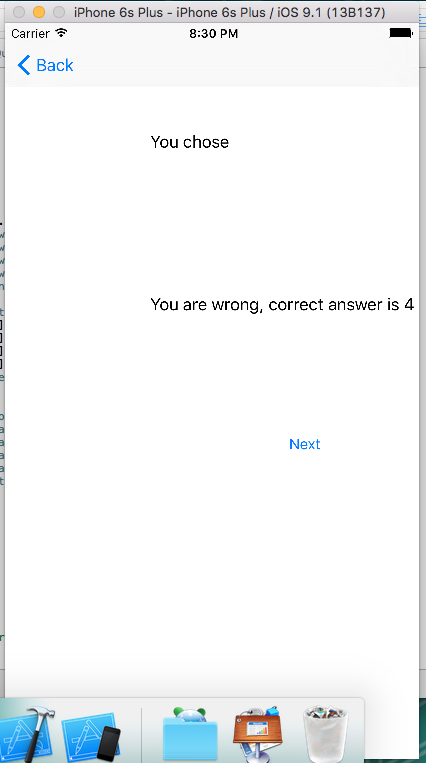 iPhone 6s Plus - iPhone 6s Plus / iOS 9.1 (13B137)
Carrier 8:30 PM
Back
You chose
You are wrong, correct answer is 4
Next